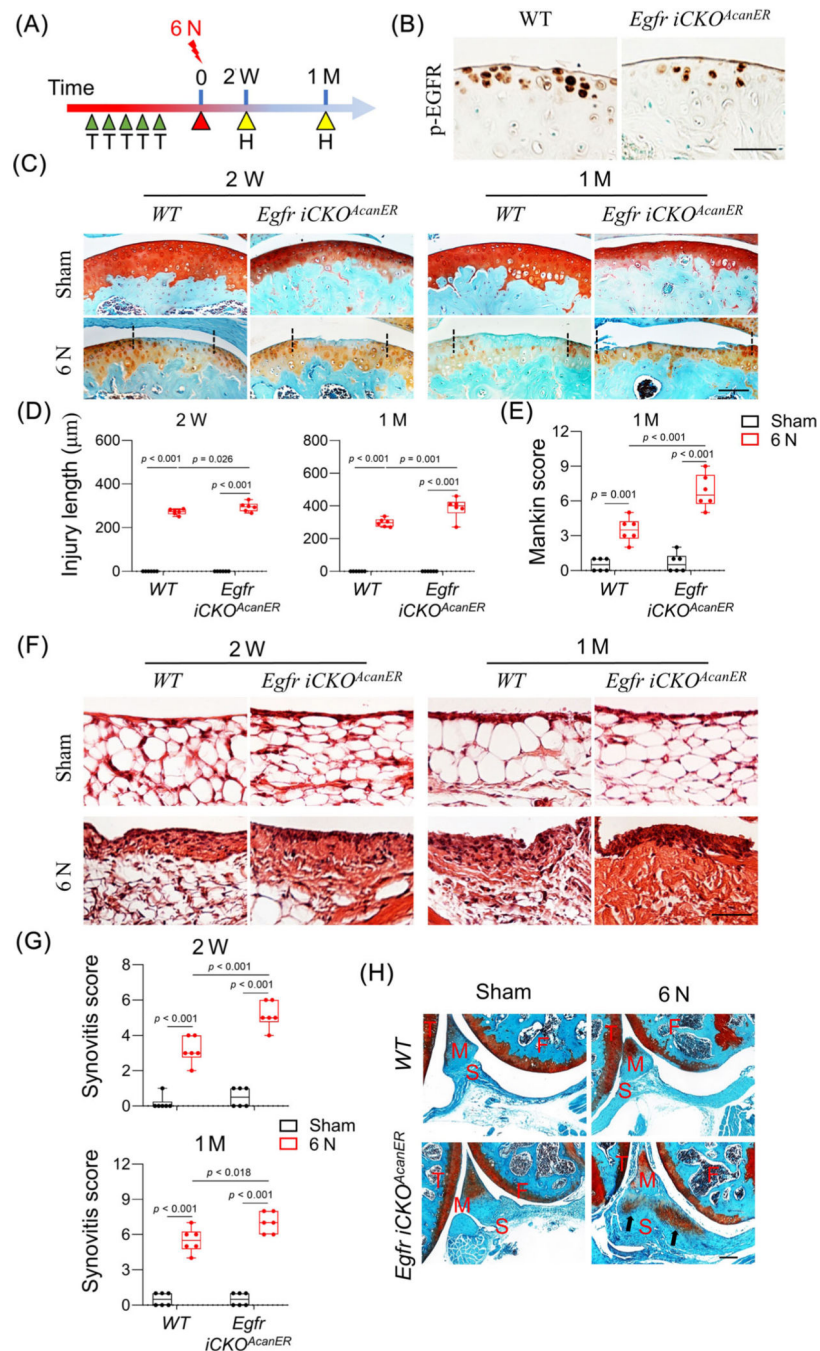 (A)
6 N
0 2 W 1 M
Time
T T T T T H H
(B)
WT Egfr iCKO^AcanER
p-EGFR
(C)
2 W 1 M
WT Egfr iCKO^AcanER WT Egfr iCKO^AcanER
Sham
6 N
(D)
2 W 1 M
Injury length (µm)
600
300
0
p < 0.001 p = 0.026
p < 0.001
WT Egfr
iCKO^AcanER
800
600
400
200
0
p < 0.001 p = 0.001
p < 0.001
WT Egfr
iCKO^AcanER
(E)
1 M
Sham
6 N
Mankin score
12
9
6
3
0
p < 0.001
p < 0.001
p = 0.001
WT Egfr
iCKO^AcanER
(F)
2 W 1 M
WT Egfr iCKO^AcanER WT Egfr iCKO^AcanER
Sham
6 N
(G)
2 W
Synovitis score
8
6
4
2
0
p < 0.001
p < 0.001
p < 0.001
Sham
6 N
1 M
Synovitis score
12
9
6
3
0
p < 0.018
p < 0.001
p < 0.001
WT Egfr
iCKO^AcanER
(H)
Sham 6 N
WT
T M S F
T M S F
Egfr iCKO^AcanER
T M S F
T M S F